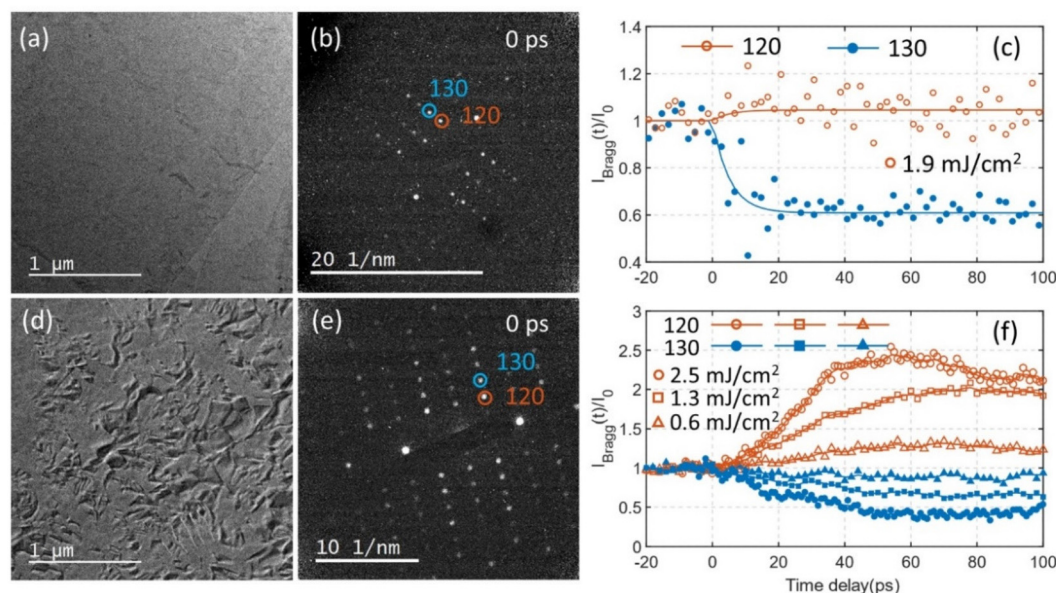 (a)
1 µm
(b)
0 ps
130
120
20 1/nm
120
130
(c)
1.9 mJ/cm²
I_Bragg(t)/I_0
1.4
1.2
1
0.8
0.6
0.4
-20 0 20 40 60 80 100
(d)
1 µm
(e)
0 ps
130
120
10 1/nm
120
130
(f)
2.5 mJ/cm²
1.3 mJ/cm²
0.6 mJ/cm²
I_Bragg(t)/I_0
3
2.5
2
1.5
1
0.5
0
-20 0 20 40 60 80 100
Time delay(ps)